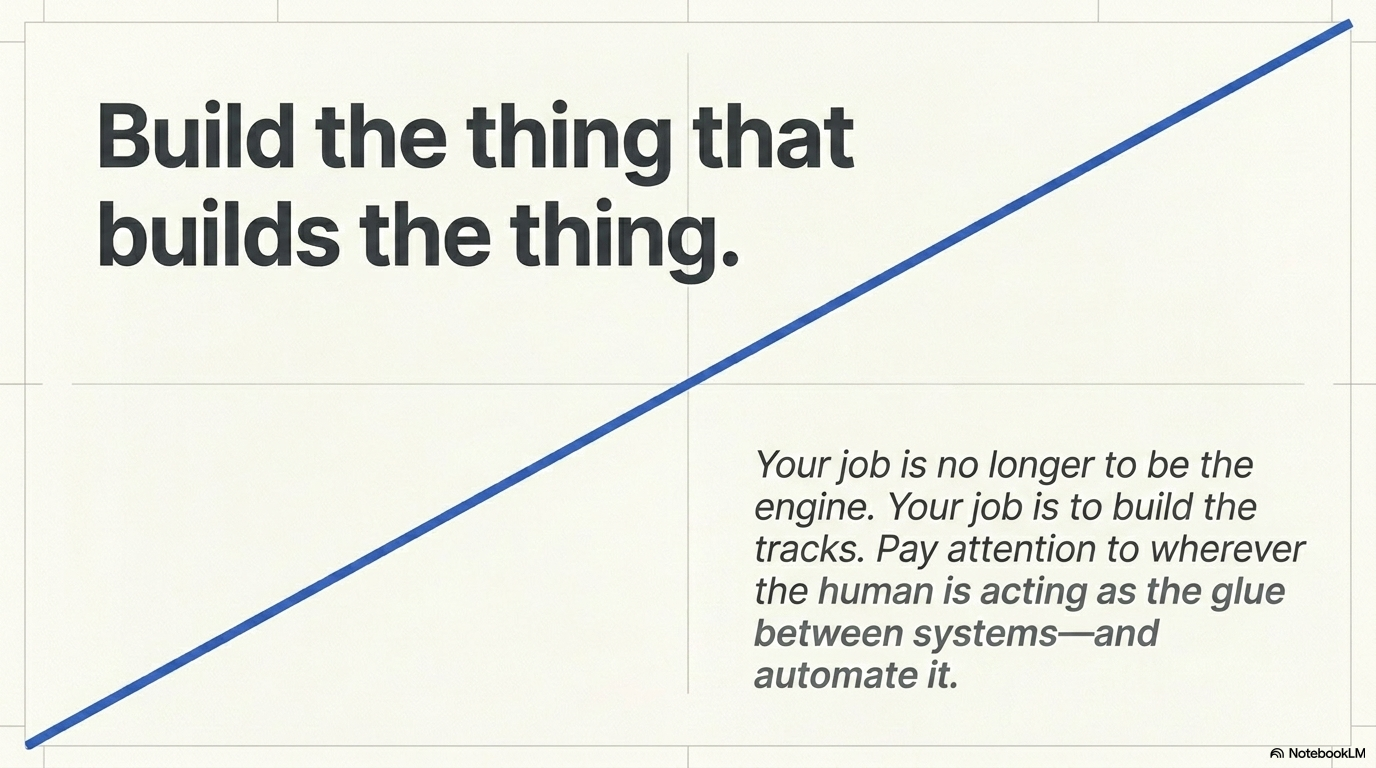 Build the thing that
builds the thing.
Your job is no longer to be the
engine. Your job is to build the
tracks. Pay attention to wherever
the human is acting as the glue
between systems—and
automate it.
NotebookLM